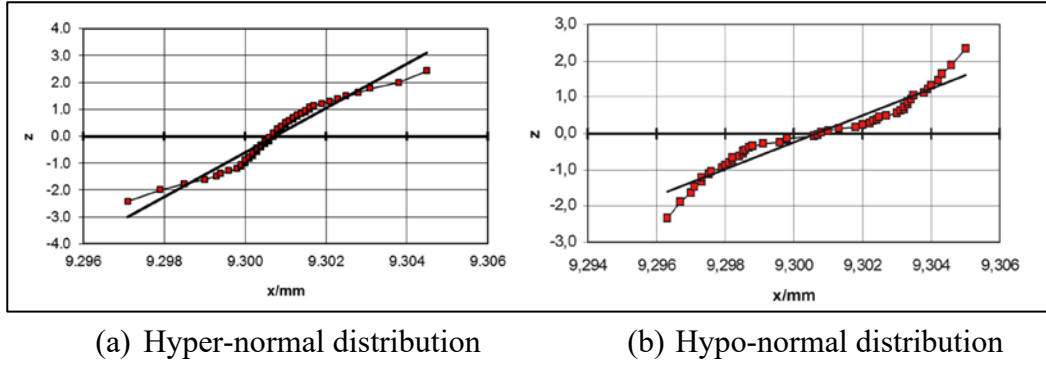 4.0
3.0
2.0
1.0
0.0
-1.0
-2.0
-3.0
-4.0
z
9.296 9.298 9.300 9.302 9.304 9.306
x/mm
3,0
2,0
1,0
0,0
-1,0
-2,0
-3,0
z
9,294 9,296 9,298 9,300 9,302 9,304 9,306
x/mm
(a) Hyper-normal distribution
(b) Hypo-normal distribution